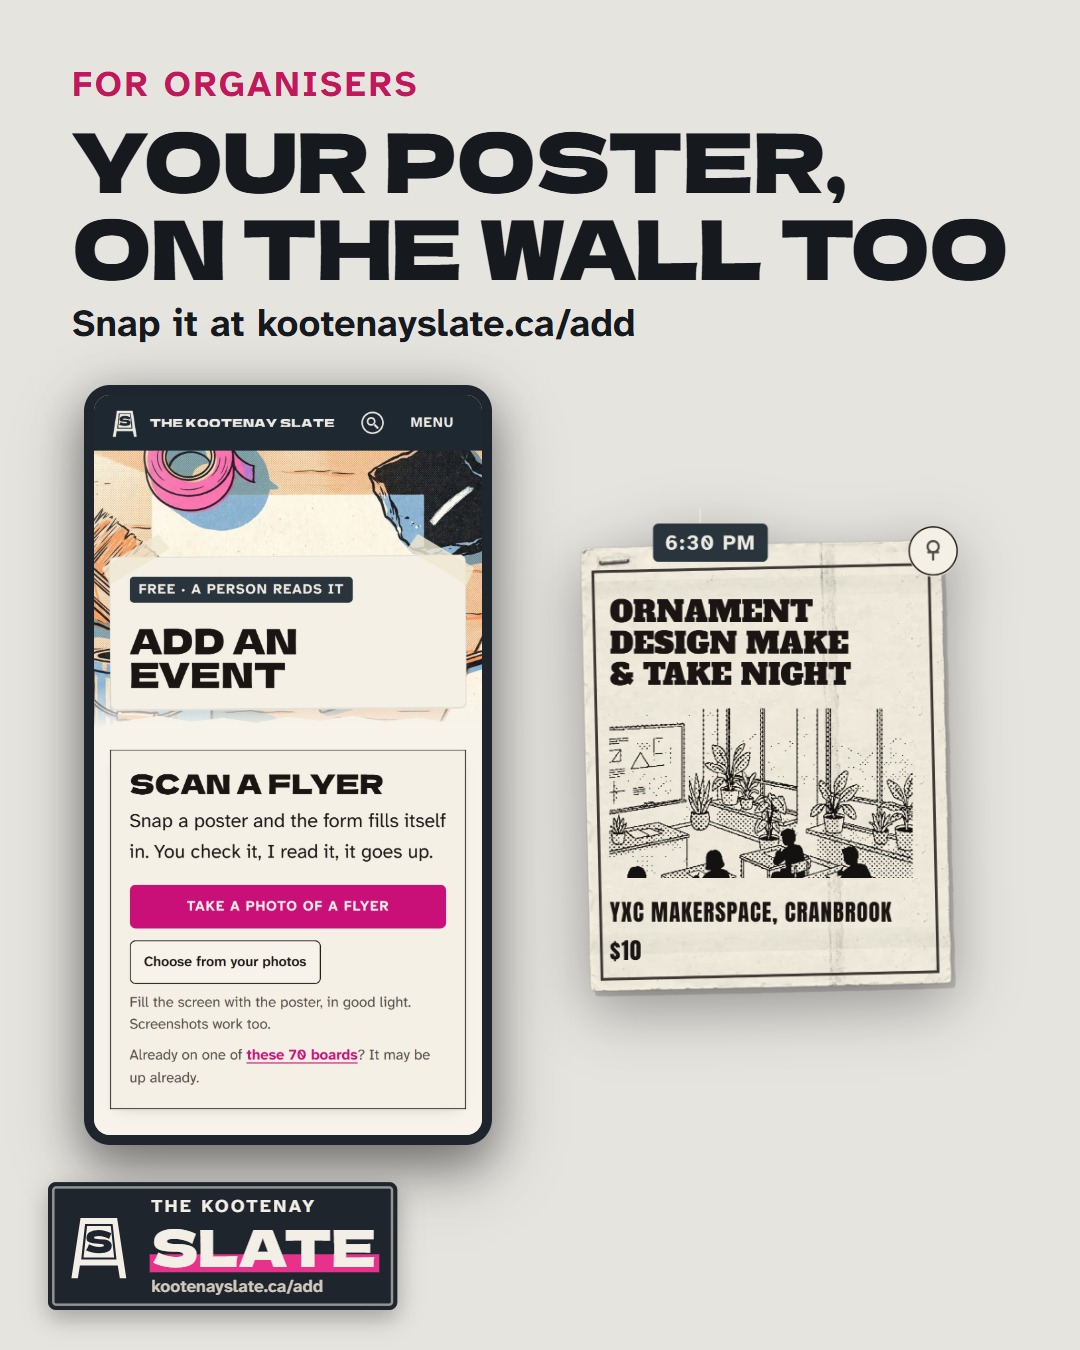 FOR ORGANISERS
YOUR POSTER,
ON THE WALL TOO
Snap it at kootenayslate.ca/add
S
THE KOOTENAY SLATE
MENU
FREE · A PERSON READS IT
ADD AN
EVENT
SCAN A FLYER
Snap a poster and the form fills itself
in. You check it, I read it, it goes up.
TAKE A PHOTO OF A FLYER
Choose from your photos
Fill the screen with the poster, in good light.
Screenshots work too.
Already on one of these 70 boards? It may be
up already.
6:30 PM
ORNAMENT
DESIGN MAKE
& TAKE NIGHT
YXC MAKERSPACE, CRANBROOK
$10
S
THE KOOTENAY
SLATE
kootenayslate.ca/add